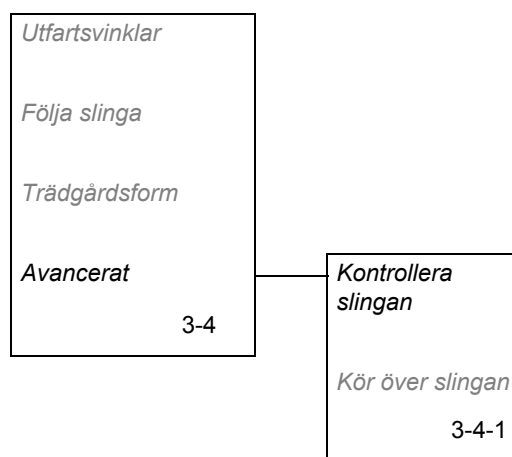 Utfartsvinklar
Följa slinga
Trädgårdsform
Avancerat
3-4
Kontrollera
slingan
Kör över slingan
3-4-1